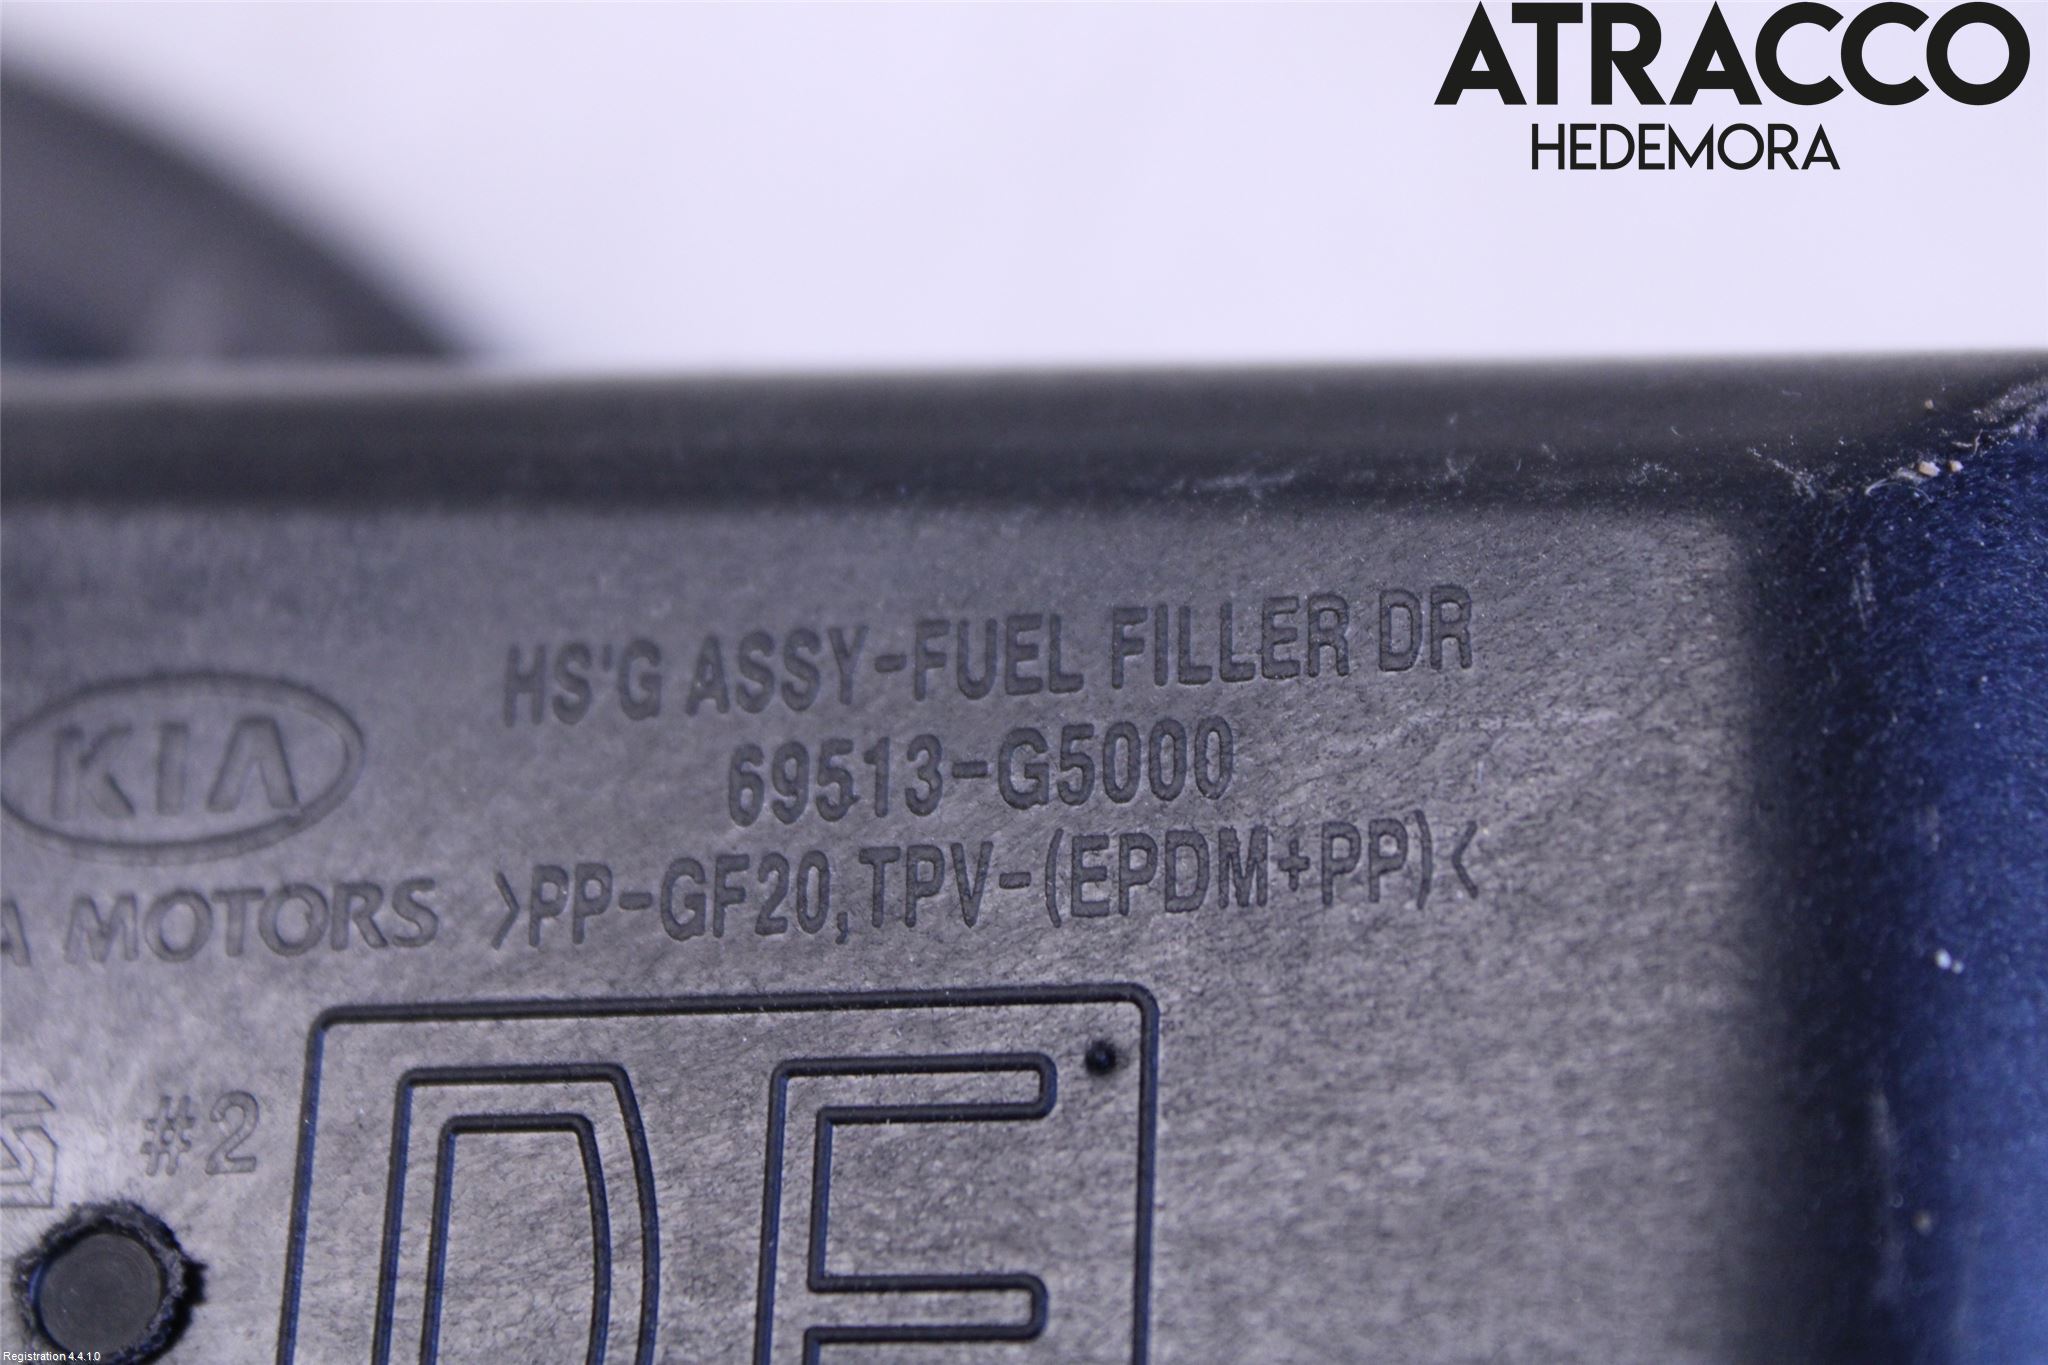 ATRACCO
HEDEMORA
HS'G ASSY-FUEL FILLER DR
69513-G5000
>PP-GF20,TPV-(EPDM+PP)<
KIA
MOTORS
#2
DE
Registration 4.4.1.0